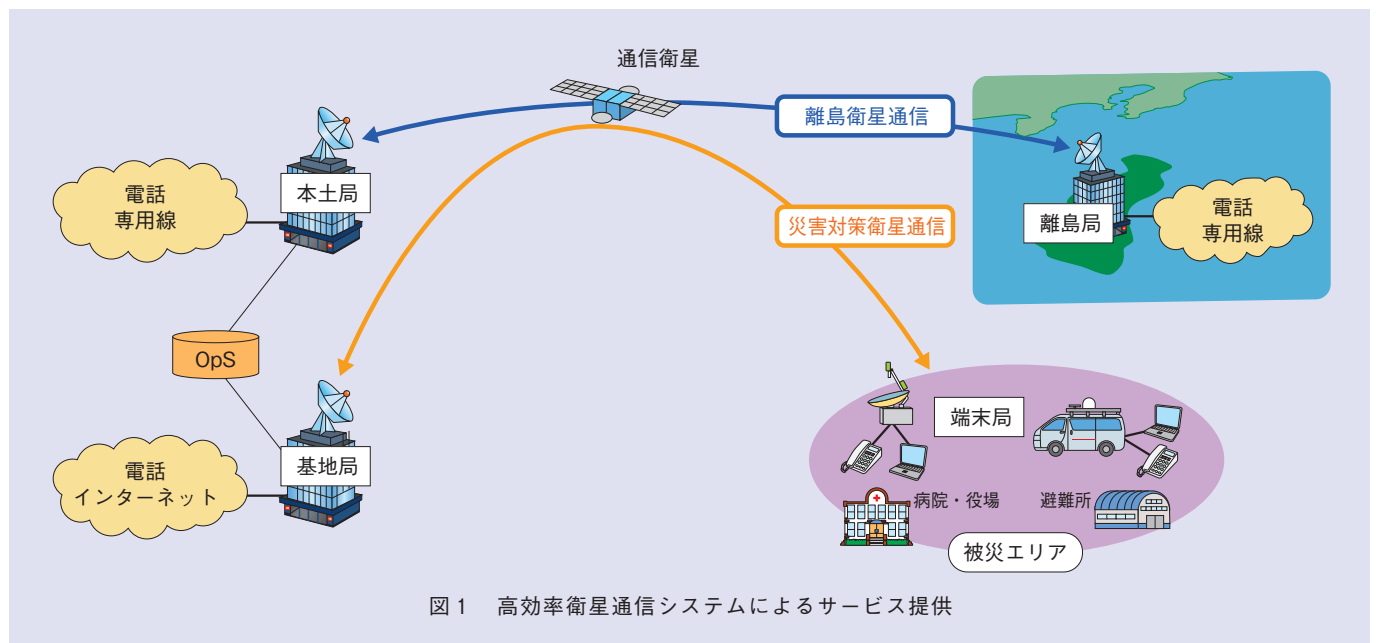 通信衛星
離島衛星通信
本土局
電話
専用線
離島局
電話
専用線
災害対策衛星通信
OpS
基地局
電話
インターネット
端末局
病院・役場
避難所
被災エリア
図1 高効率衛星通信システムによるサービス提供